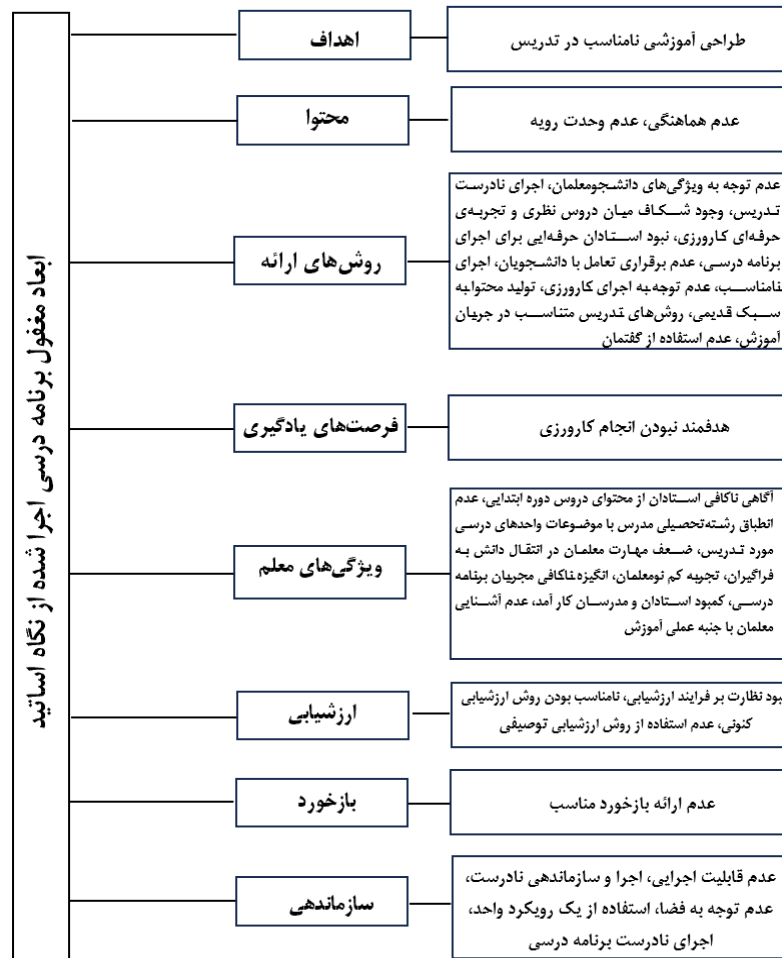 ابعاد مغفول برنامه درسی اجرا شده از نگاه اساتید
اهداف
طراحی آموزشی نامناسب در تدریس
محتوا
عدم هماهنگی، عدم وحدت رویه
روش‌های ارائه
عدم توجه به ویژگی‌های دانشجومعلمان، اجرای نادرست
تدریس، وجود شکاف میان دروس نظری و تجربه‌ی
حرفه‌ای کارورزی، نبود استادان حرفه‌ایی برای اجرای
برنامه درسی، عدم برقراری تعامل با دانشجویان، اجرای
نامناسب، عدم توجه‌به اجرای کارورزی، تولید محتوابه
سبک قدیمی، روش‌های تدریس متناسب در جریان
آموزش، عدم استفاده از گفتمان
فرصت‌های یادگیری
هدفمند نبودن انجام کارورزی
ویژگی‌های معلم
آگاهی ناکافی استادان از محتوای دروس دوره ابتدایی، عدم
انطباق رشته‌تحصیلی مدرس با موضوعات واحدهای درسی
مورد تدریس، ضعف مهارت معلمان در انتقال دانش به
فراگیران، تجربه کم نومعلمان، انگیزه‌ناکافی مجریان برنامه
درسی، کمبود استادان و مدرسان کار آمد، عدم آشنایی
معلمان با جنبه عملی آموزش
ارزشیابی
بود نظارت بر فرایند ارزشیابی، نامناسب بودن روش ارزشیابی
کنونی، عدم استفاده از روش ارزشیابی توصیفی
بازخورد
عدم ارائه بازخورد مناسب
سازماندهی
عدم قابلیت اجرایی، اجرا و سازماندهی نادرست،
عدم توجه به فضا، استفاده از یک رویکرد واحد،
اجرای نادرست برنامه درسی